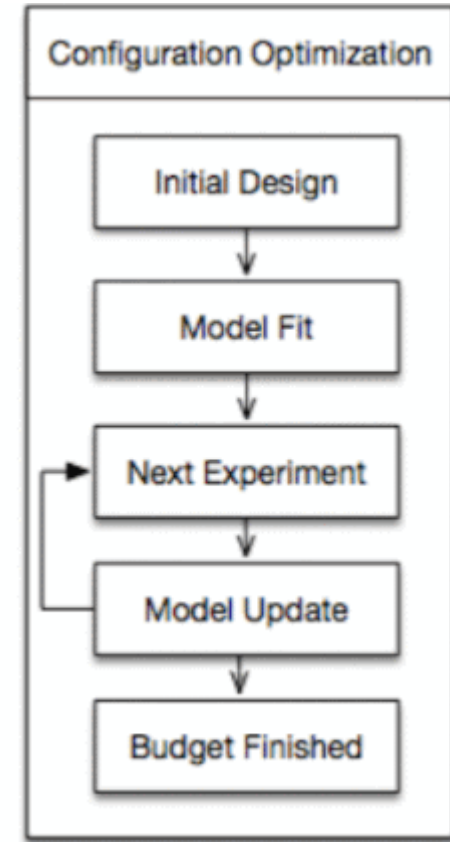 Configuration Optimization
Initial Design
Model Fit
Next Experiment
Model Update
Budget Finished